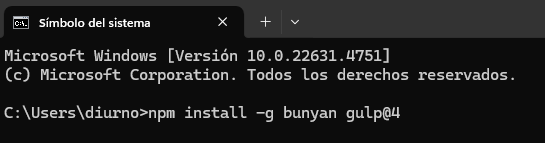 Símbolo del sistema
Microsoft Windows [Versión 10.0.22631.4751]
(c) Microsoft Corporation. Todos los derechos reservados.
C:\Users\diurno>npm install -g bunyan gulp@4